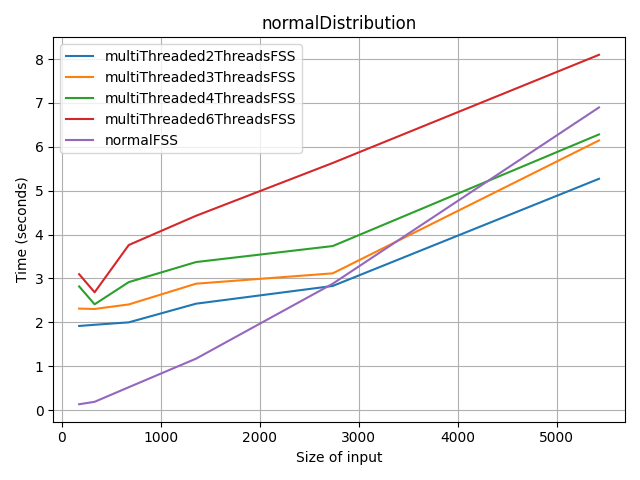 normalDistribution
multiThreaded2ThreadsFSS
multiThreaded3ThreadsFSS
multiThreaded4ThreadsFSS
multiThreaded6ThreadsFSS
normalFSS
Time (seconds)
8
7
6
5
4
3
2
1
0
0 1000 2000 3000 4000 5000
Size of input